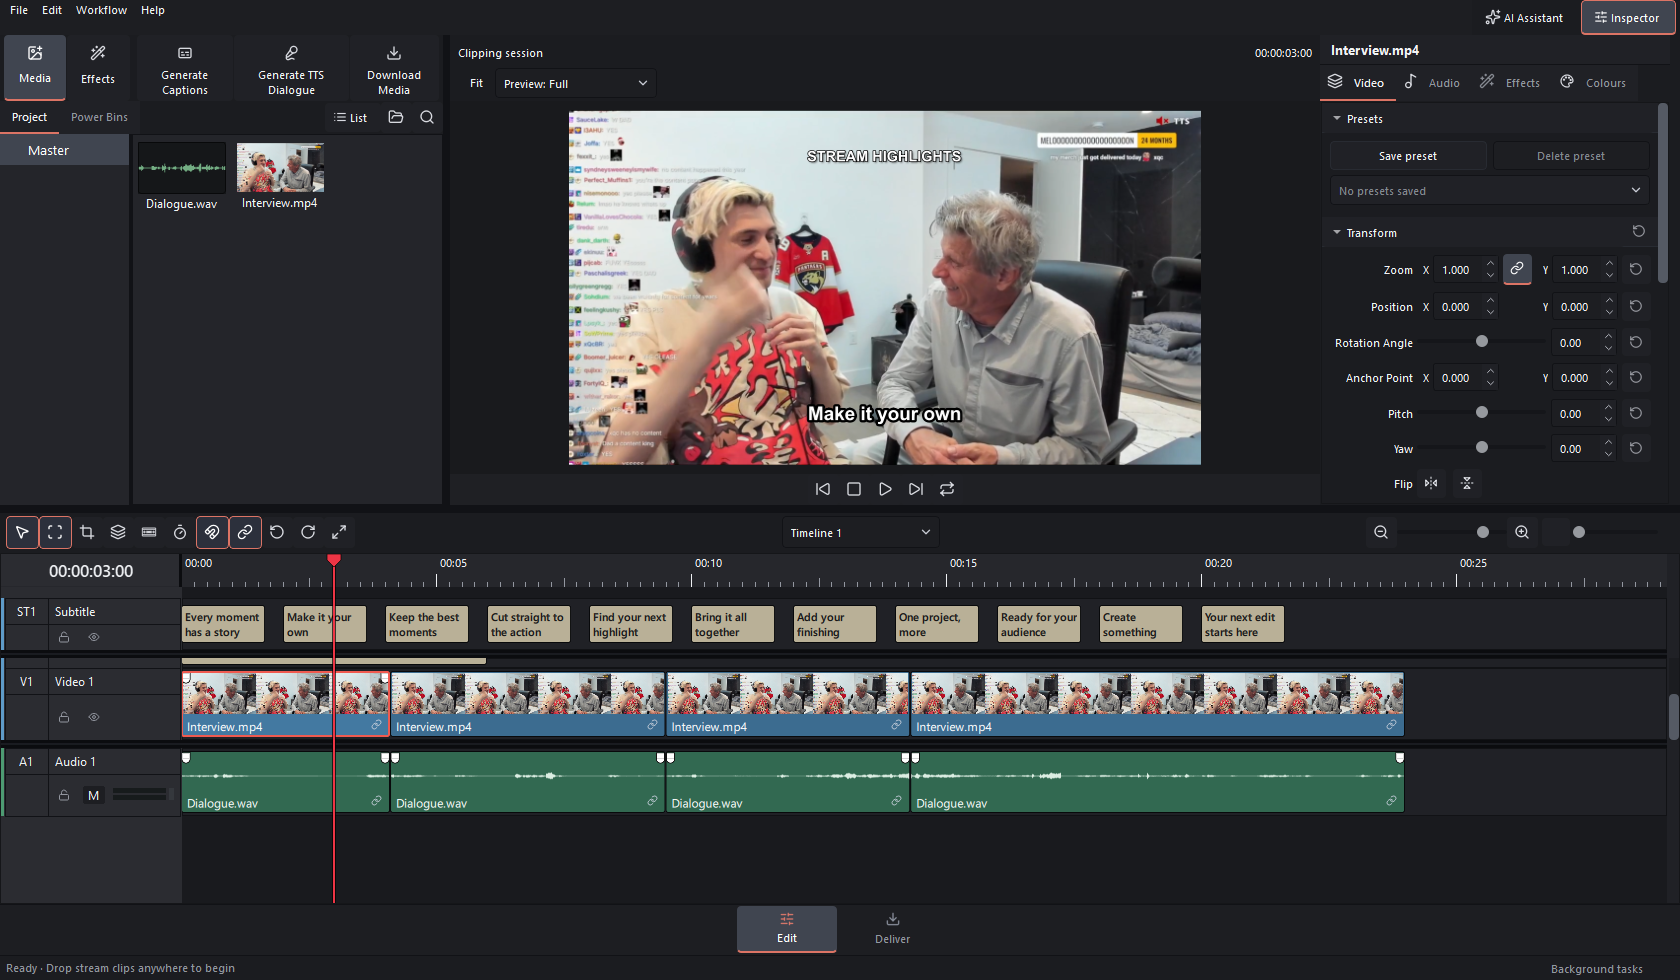 File Edit Workflow Help
AI Assistant
Inspector
Media
Effects
Generate
Captions
Generate TTS
Dialogue
Download
Media
Project
Power Bins
List
Master
Dialogue.wav
Interview.mp4
Clipping session
00:00:03:00
Fit
Preview: Full
SauceLake:
Joffa:
STREAM HIGHLIGHTS
TTS
24 MONTHS
PANTHERS
Make it your own
Interview.mp4
Video
Audio
Effects
Colours
Presets
Save preset
Delete preset
No presets saved
Transform
Zoom X 1.000 Y 1.000
Position X 0.000 Y 0.000
Rotation Angle 0.00
Anchor Point X 0.000 Y 0.000
Pitch 0.00
Yaw 0.00
Flip
Timeline 1
00:00:03:00
00:00 00:05 00:10 00:15 00:20 00:25
ST1 Subtitle
Every moment
has a story
Make it your
own
Keep the best
moments
Cut straight to
the action
Find your next
highlight
Bring it all
together
Add your
finishing
One project,
more
Ready for your
audience
Create
something
Your next edit
starts here
V1 Video 1
Interview.mp4
Interview.mp4
Interview.mp4
Interview.mp4
A1 Audio 1
M
Dialogue.wav
Dialogue.wav
Dialogue.wav
Dialogue.wav
Edit
Deliver
Ready · Drop stream clips anywhere to begin
Background tasks